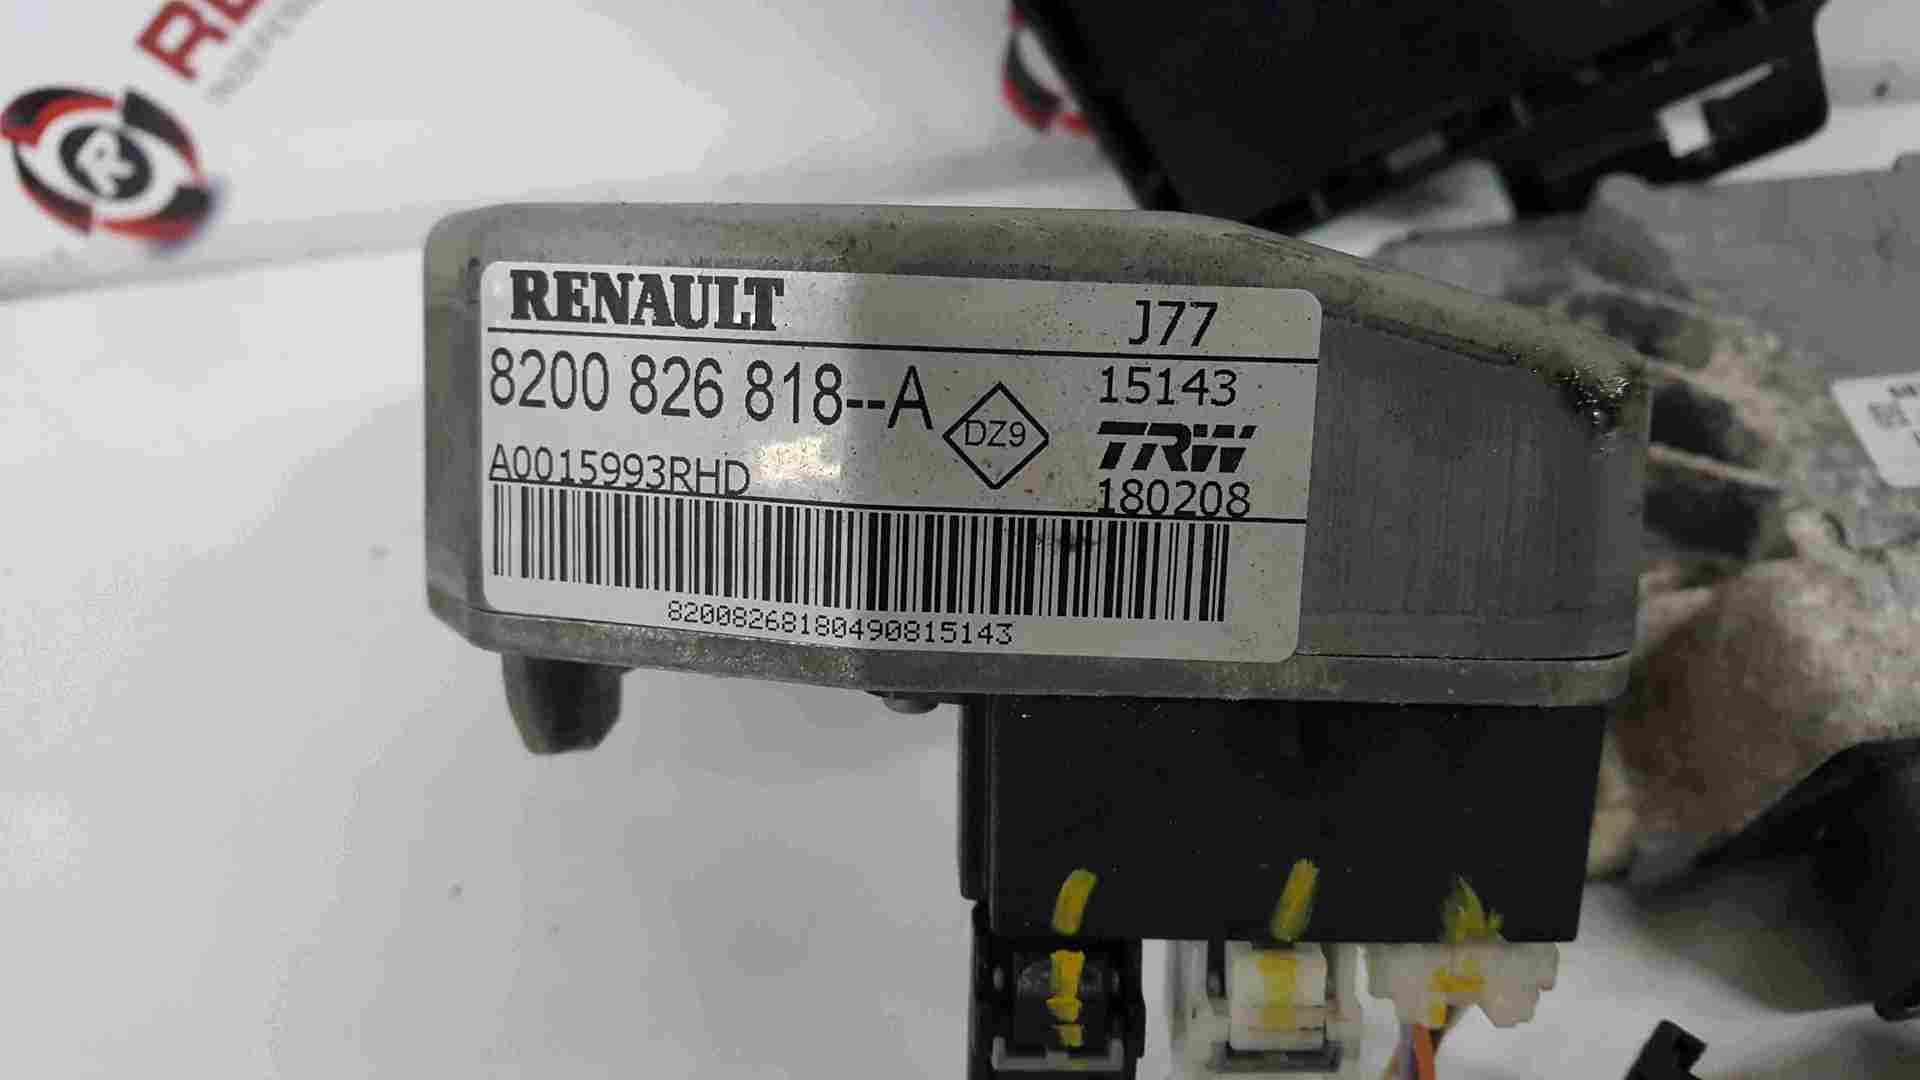 RENAULT J77
8200 826 818--A
15143
DZ9
TRW
A0015993RHD
180208
82008268180490815143
R